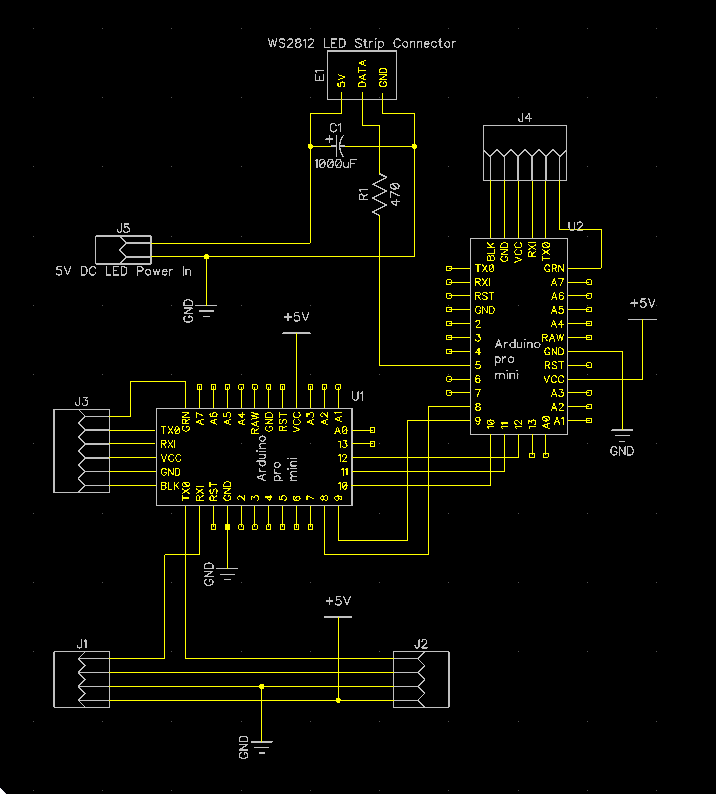 WS2812 LED Strip Connector
E1
5V
DATA
GND
C1
+
1000uF
R1
470
J4
J5
5V DC LED Power In
GND
U2
BLK
GND
VCC
RXI
TX0
TX0
RXI
RST
GND
2
3
4
5
6
7
8
9
GRN
A7
A6
A5
A4
RAW
GND
RST
VCC
A3
A2
A1
Arduino
pro
mini
10
11
12
13
A0
+5V
GND
+5V
J3
U1
GRN
A7
A6
A5
A4
RAW
GND
RST
VCC
A3
A2
A1
TX0
RXI
VCC
GND
BLK
A0
13
12
11
10
Arduino
pro
mini
TX0
RXI
RST
GND
2
3
4
5
6
7
8
9
GND
+5V
J1
J2
GND